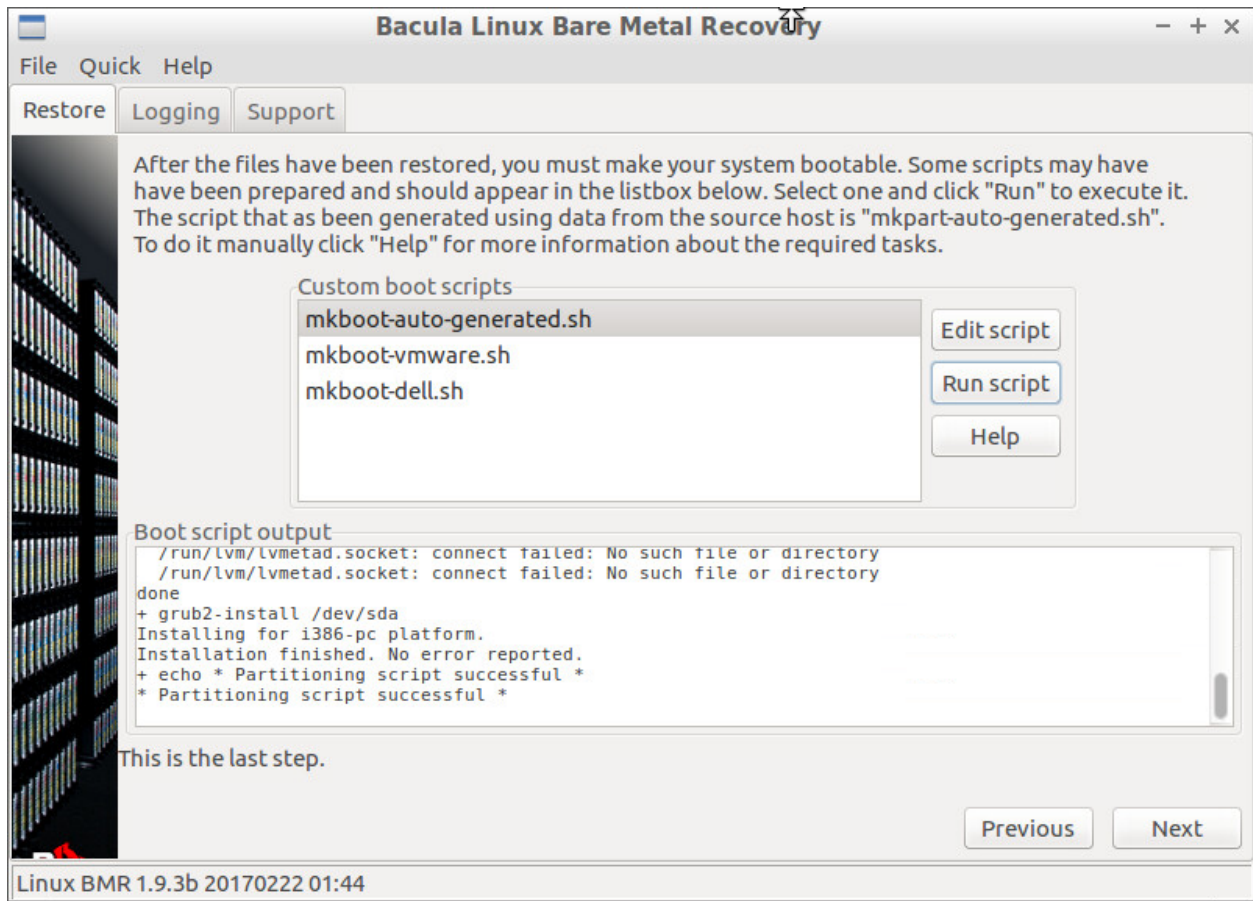 Bacula Linux Bare Metal Recovery
File Quick Help
Restore Logging Support
After the files have been restored, you must make your system bootable. Some scripts may have
have been prepared and should appear in the listbox below. Select one and click "Run" to execute it.
The script that as been generated using data from the source host is "mkpart-auto-generated.sh".
To do it manually click "Help" for more information about the required tasks.
Custom boot scripts
mkboot-auto-generated.sh
mkboot-vmware.sh
mkboot-dell.sh
Edit script
Run script
Help
Boot script output
/run/lvm/lvmetad.socket: connect failed: No such file or directory
/run/lvm/lvmetad.socket: connect failed: No such file or directory
done
+ grub2-install /dev/sda
Installing for i386-pc platform.
Installation finished. No error reported.
+ echo * Partitioning script successful *
* Partitioning script successful *
This is the last step.
Previous Next
Linux BMR 1.9.3b 20170222 01:44